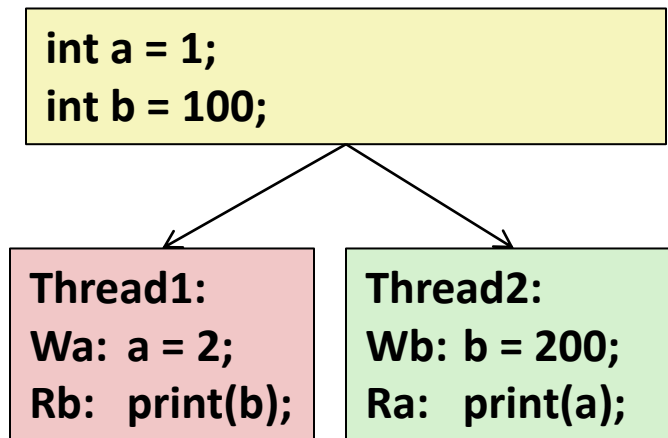 int a = 1;
int b = 100;
Thread1:
Wa: a = 2;
Rb: print(b);
Thread2:
Wb: b = 200;
Ra: print(a);